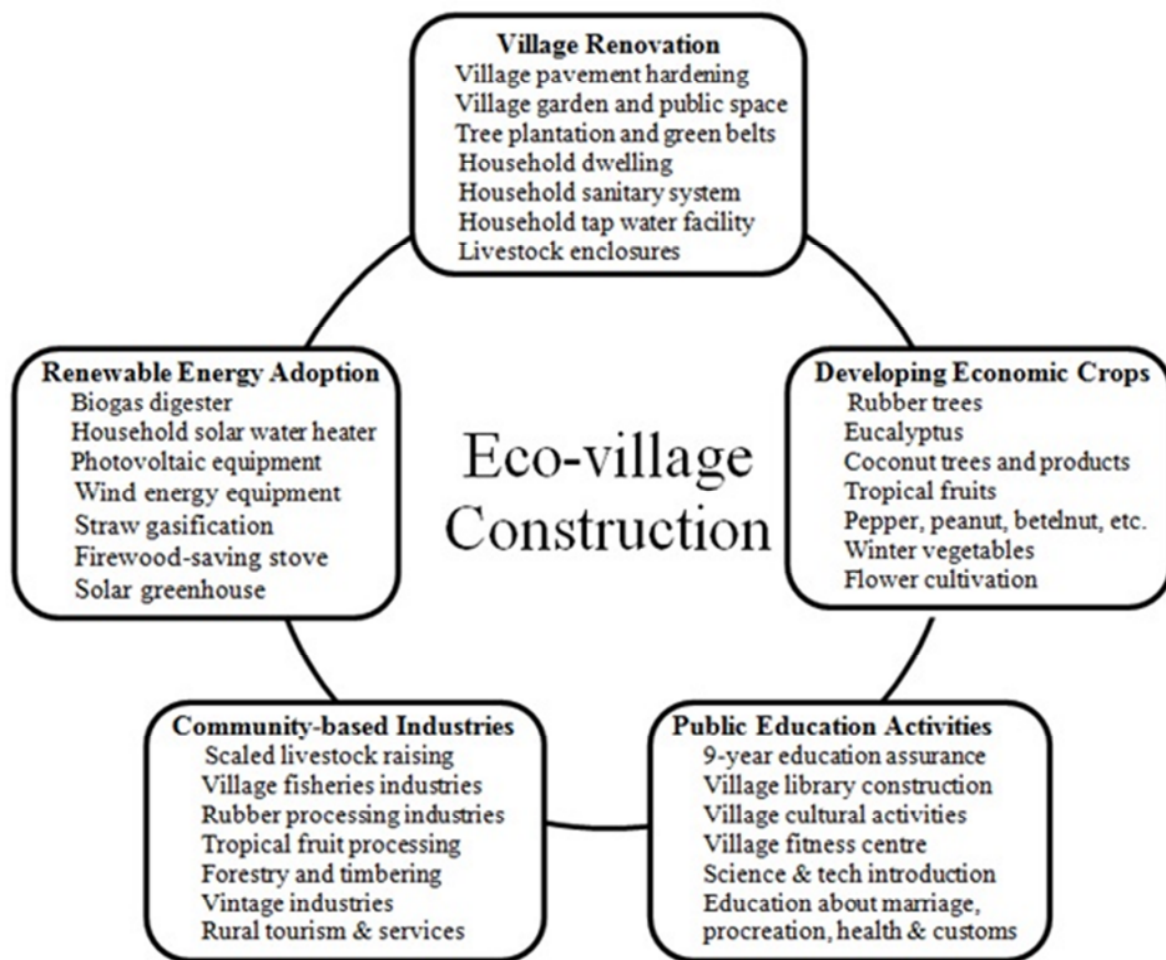 Village Renovation
Village pavement hardening
Village garden and public space
Tree plantation and green belts
Household dwelling
Household sanitary system
Household tap water facility
Livestock enclosures
Renewable Energy Adoption
Biogas digester
Household solar water heater
Photovoltaic equipment
Wind energy equipment
Straw gasification
Firewood-saving stove
Solar greenhouse
Eco-village
Construction
Developing Economic Crops
Rubber trees
Eucalyptus
Coconut trees and products
Tropical fruits
Pepper, peanut, betelnut, etc.
Winter vegetables
Flower cultivation
Community-based Industries
Scaled livestock raising
Village fisheries industries
Rubber processing industries
Tropical fruit processing
Forestry and timbering
Vintage industries
Rural tourism & services
Public Education Activities
9-year education assurance
Village library construction
Village cultural activities
Village fitness centre
Science & tech introduction
Education about marriage,
procreation, health & customs